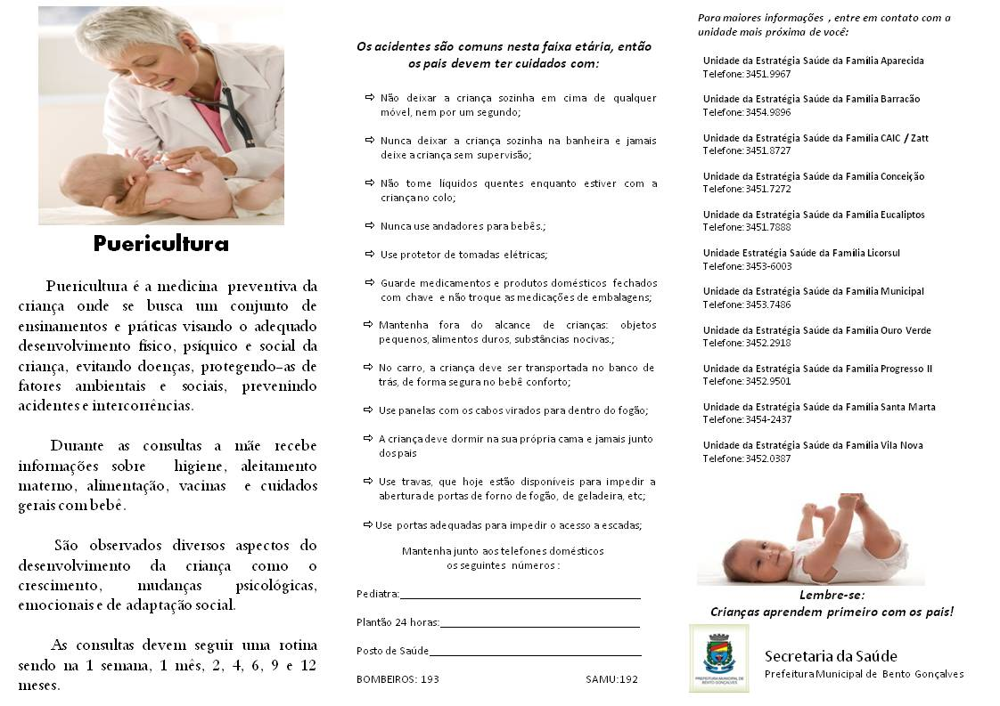 Puericultura
Puericultura é a medicina preventiva da
criança onde se busca um conjunto de
ensinamentos e práticas visando o adequado
desenvolvimento físico, psíquico e social da
criança, evitando doenças, protegendo–as de
fatores ambientais e sociais, prevenindo
acidentes e intercorrências.
Durante as consultas a mãe recebe
informações sobre higiene, aleitamento
materno, alimentação, vacinas e cuidados
gerais com bebê.
São observados diversos aspectos do
desenvolvimento da criança como o
crescimento, mudanças psicológicas,
emocionais e de adaptação social.
As consultas devem seguir uma rotina
sendo na 1 semana, 1 mês, 2, 4, 6, 9 e 12
meses.
Os acidentes são comuns nesta faixa etária, então
os pais devem ter cuidados com:
⇨ Não deixar a criança sozinha em cima de qualquer
móvel, nem por um segundo;
⇨ Nunca deixar a criança sozinha na banheira e jamais
deixe a criança sem supervisão;
⇨ Não tome líquidos quentes enquanto estiver com a
criança no colo;
⇨ Nunca use andadores para bebês.;
⇨ Use protetor de tomadas elétricas;
⇨ Guarde medicamentos e produtos domésticos fechados
com chave e não troque as medicações de embalagens;
⇨ Mantenha fora do alcance de crianças: objetos
pequenos, alimentos duros, substâncias nocivas.;
⇨ No carro, a criança deve ser transportada no banco de
trás, de forma segura no bebê conforto;
⇨ Use panelas com os cabos virados para dentro do fogão;
⇨ A criança deve dormir na sua própria cama e jamais junto
dos pais
⇨ Use travas, que hoje estão disponíveis para impedir a
abertura de portas de forno de fogão, de geladeira, etc;
⇨ Use portas adequadas para impedir o acesso a escadas;
Mantenha junto aos telefones domésticos
os seguintes números :
Pediatra:
Plantão 24 horas:
Posto de Saúde
BOMBEIROS: 193 SAMU:192
Para maiores informações , entre em contato com a
unidade mais próxima de você:
Unidade da Estratégia Saúde da Família Aparecida
Telefone: 3451.9967
Unidade da Estratégia Saúde da Família Barracão
Telefone: 3454.9896
Unidade da Estratégia Saúde da Família CAIC / Zatt
Telefone: 3451.8727
Unidade da Estratégia Saúde da Família Conceição
Telefone: 3451.7272
Unidade da Estratégia Saúde da Família Eucaliptos
Telefone: 3451.7888
Unidade Estratégia Saúde da Família Licorsul
Telefone: 3453-6003
Unidade da Estratégia Saúde da Família Municipal
Telefone: 3453.7486
Unidade da Estratégia Saúde da Família Ouro Verde
Telefone: 3452.2918
Unidade da Estratégia Saúde da Família Progresso II
Telefone: 3452.9501
Unidade da Estratégia Saúde da Família Santa Marta
Telefone: 3454-2437
Unidade da Estratégia Saúde da Família Vila Nova
Telefone: 3452.0387
Lembre-se:
Crianças aprendem primeiro com os pais!
PREFEITURA MUNICIPAL DE
BENTO GONÇALVES
Secretaria da Saúde
Prefeitura Municipal de Bento Gonçalves